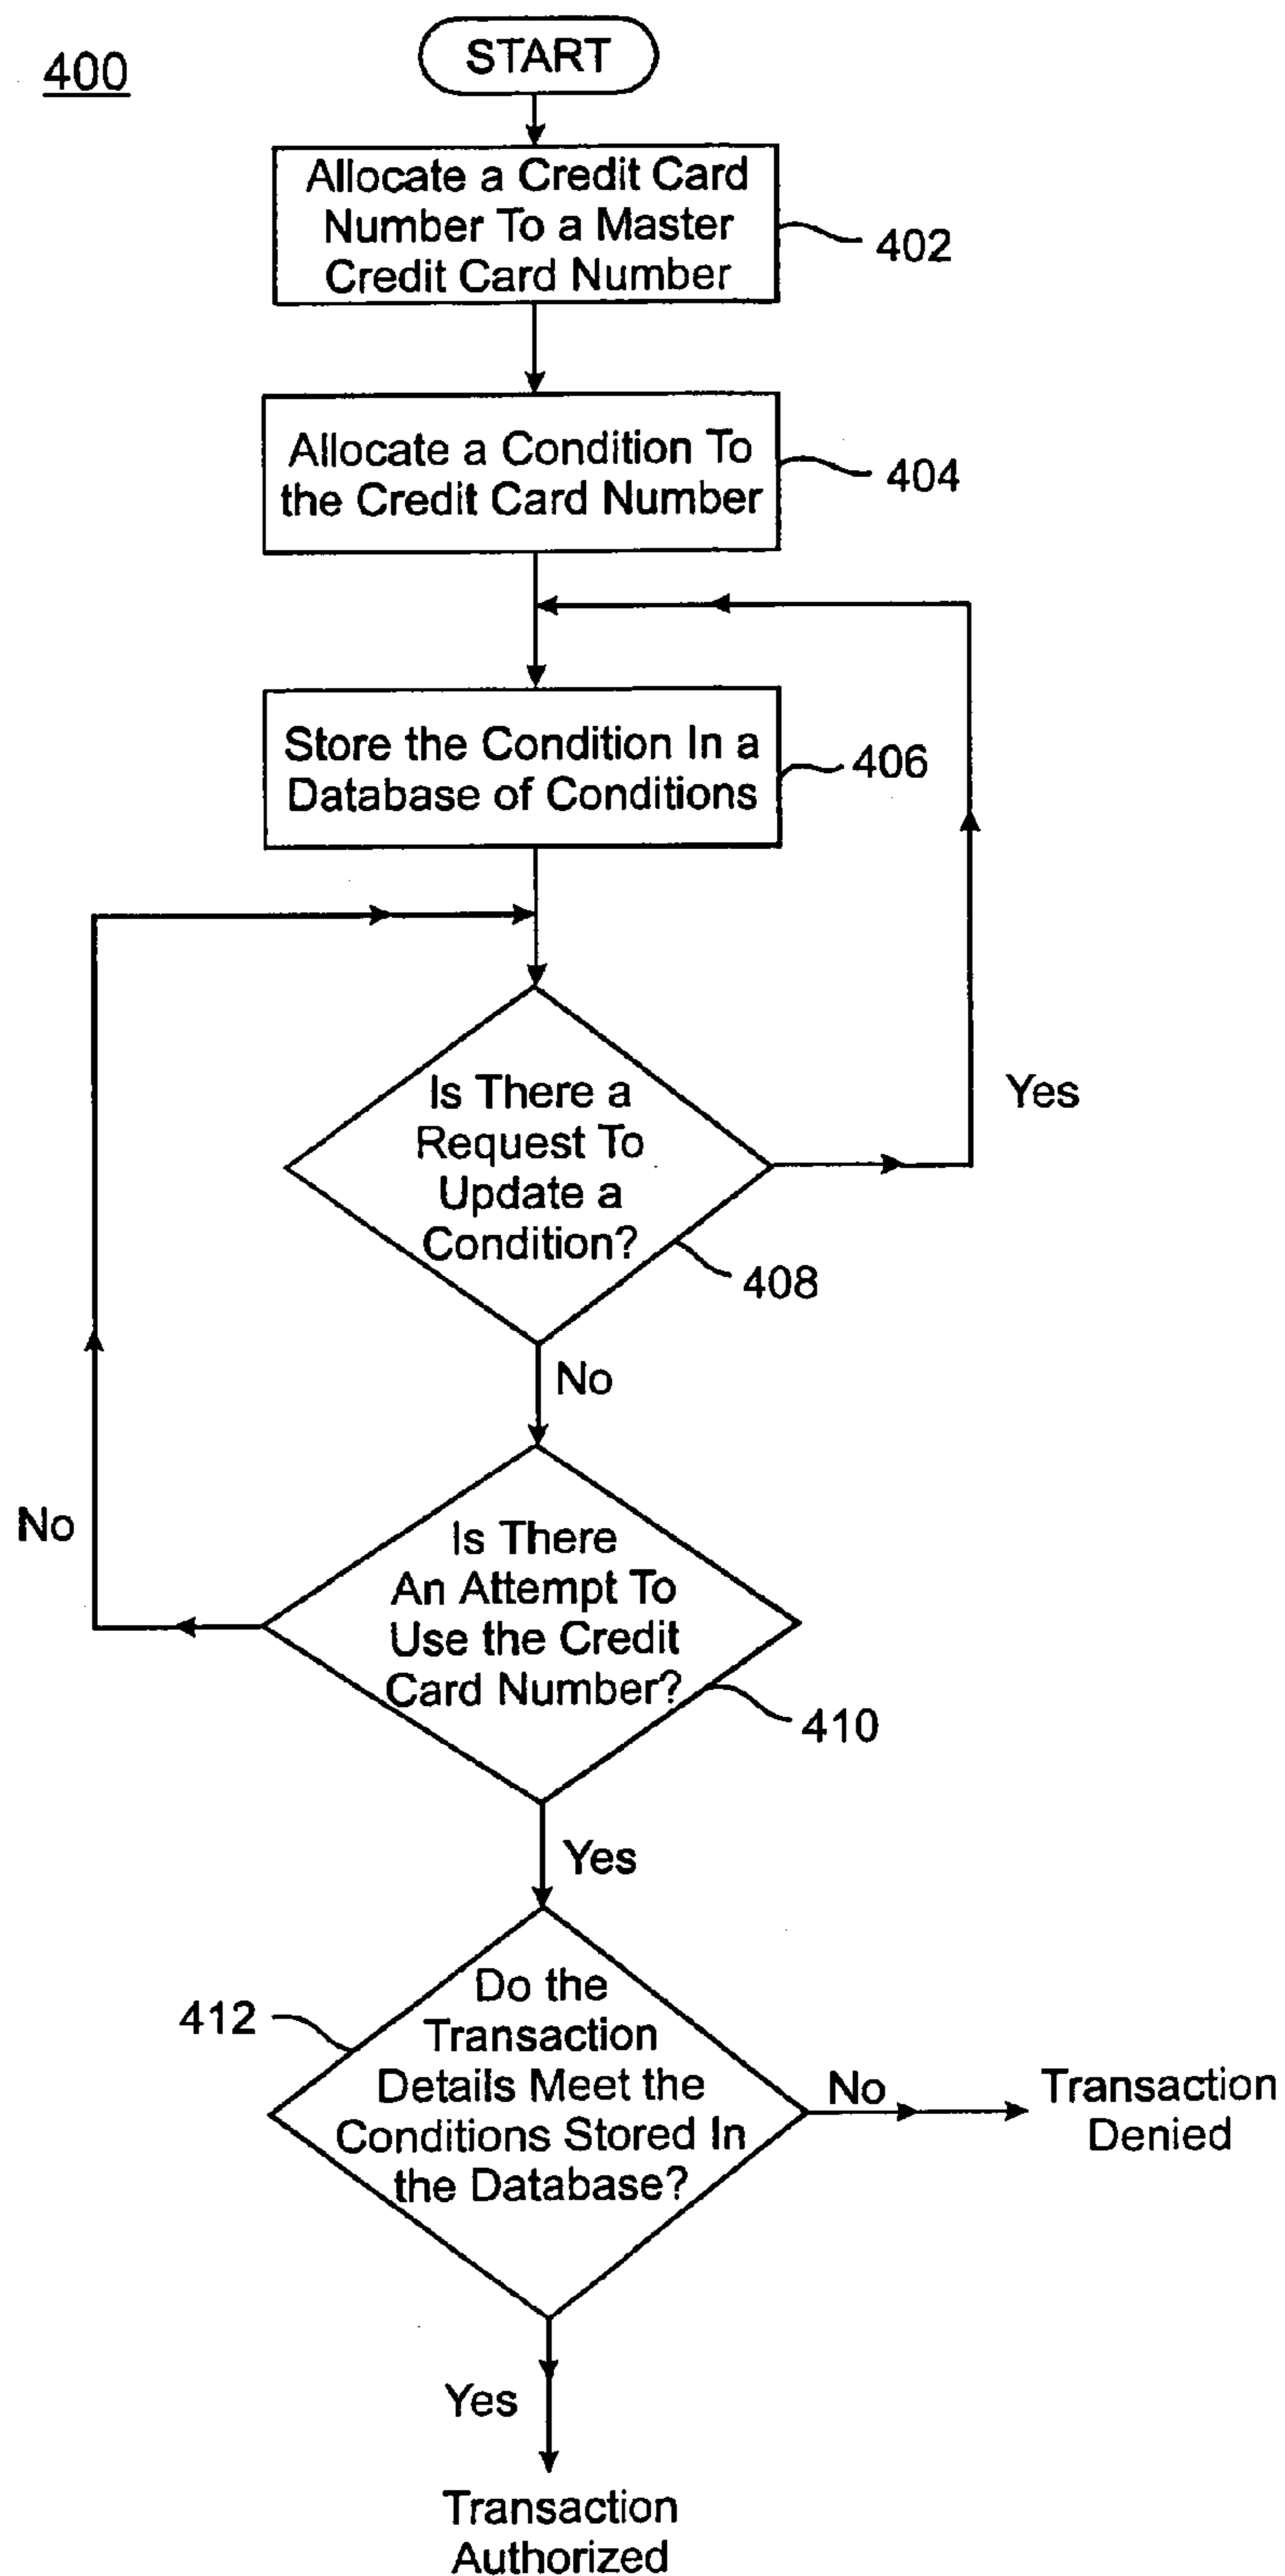 400
START
Allocate a Credit Card
Number To a Master
Credit Card Number
402
Allocate a Condition To
the Credit Card Number
404
Store the Condition In a
Database of Conditions
406
Is There a
Request To
Update a
Condition?
408
Yes
No
Is There
An Attempt To
Use the Credit
Card Number?
410
No
Yes
412
Do the
Transaction
Details Meet the
Conditions Stored In
the Database?
No
Transaction
Denied
Yes
Transaction
Authorized